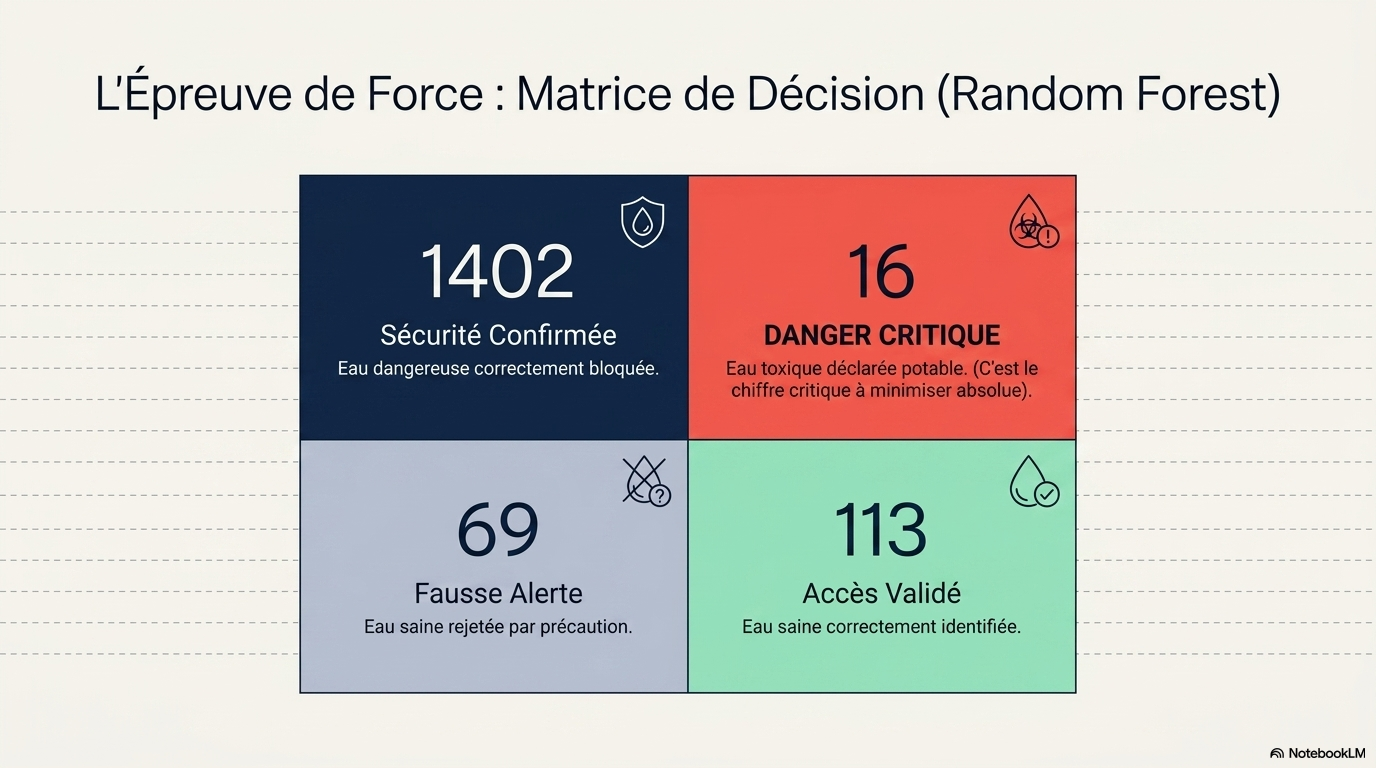 L'Épreuve de Force : Matrice de Décision (Random Forest)
1402
Sécurité Confirmée
Eau dangereuse correctement bloquée.
16
DANGER CRITIQUE
Eau toxique déclarée potable. (C'est le
chiffre critique à minimiser absolue).
69
Fausse Alerte
Eau saine rejetée par précaution.
113
Accès Validé
Eau saine correctement identifiée.
NotebookLM